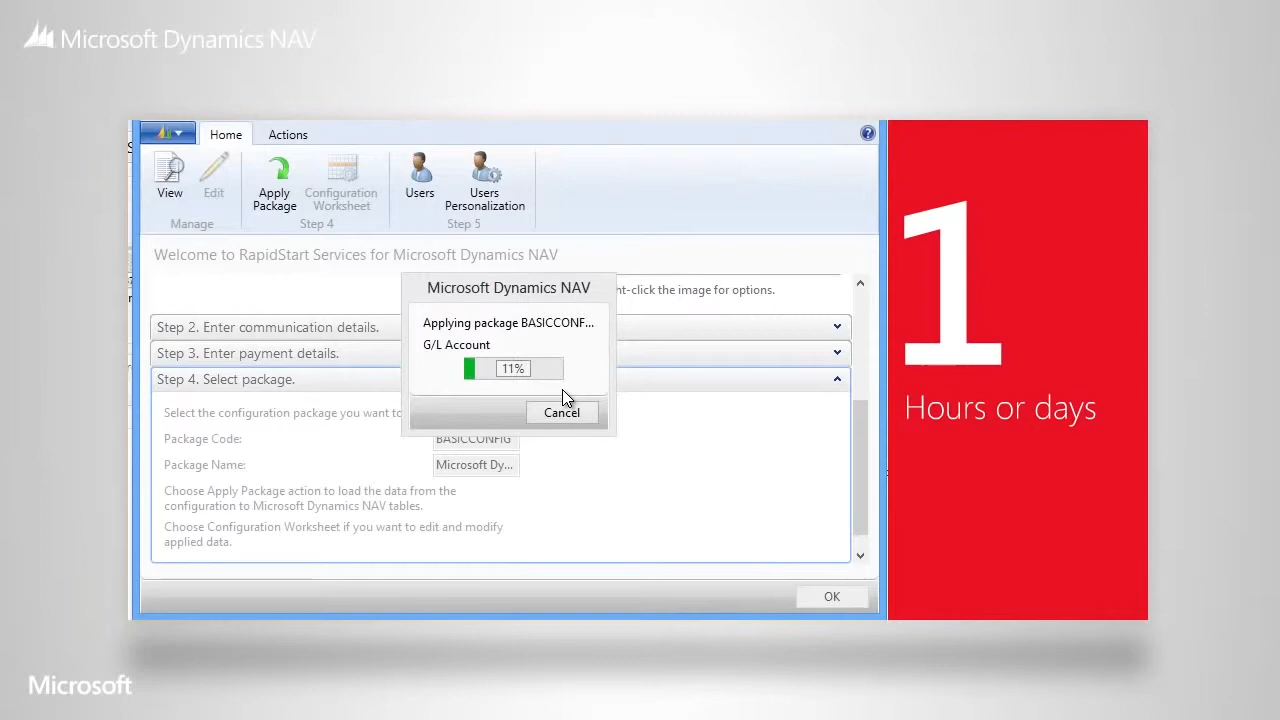 Microsoft Dynamics NAV
Home
Actions
View
Edit
Apply
Package
Configuration
Worksheet
Users
Users
Personalization
Manage
Step 4
Step 5
Welcome to RapidStart Services for Microsoft Dynamics NAV
nt-click the image for options.
Step 2. Enter communication details.
Step 3. Enter payment details.
Step 4. Select package.
Select the configuration package you want to
Package Code:
BASICCONFIG
Package Name:
Microsoft Dy...
Choose Apply Package action to load the data from the
configuration to Microsoft Dynamics NAV tables.
Choose Configuration Worksheet if you want to edit and modify
applied data.
OK
Microsoft Dynamics NAV
Applying package BASICCONF...
G/L Account
11%
Cancel
1
Hours or days
Microsoft